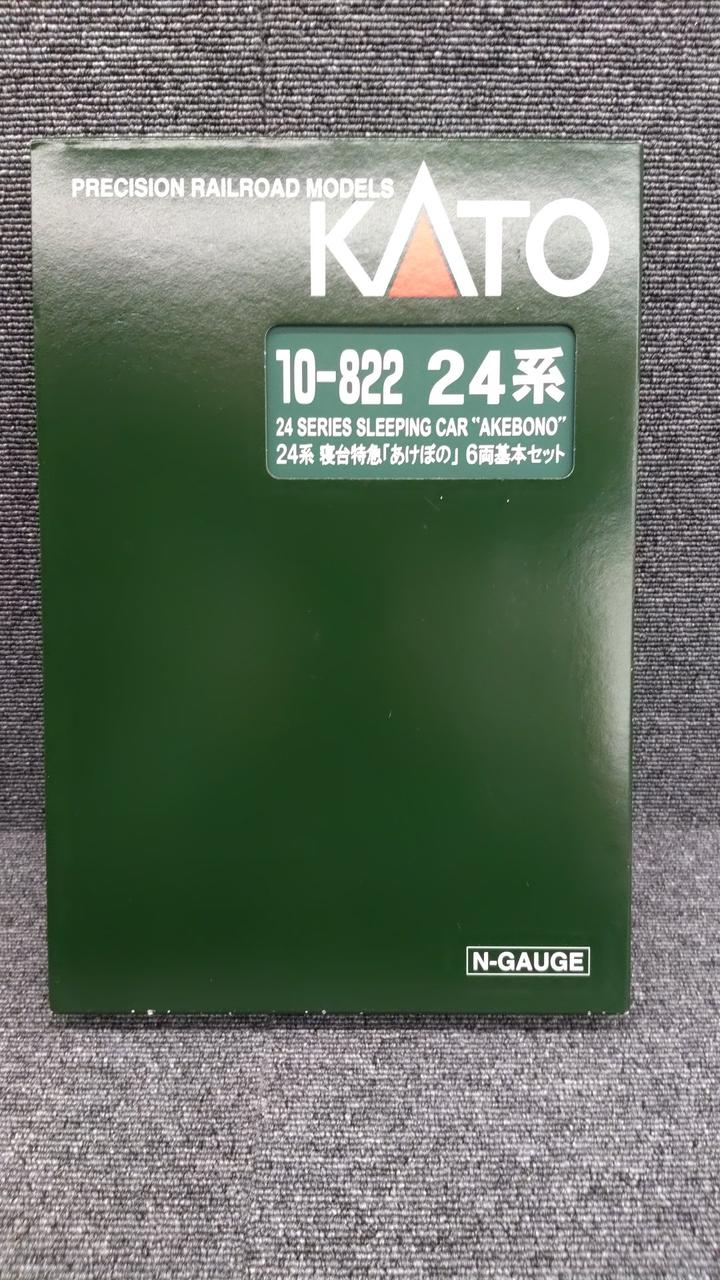 PRECISION RAILROAD MODELS
KATO
10-822 24系
24 SERIES SLEEPING CAR "AKEBONO"
24系 寝台特急「あけぼの」 6両基本セット
N-GAUGE